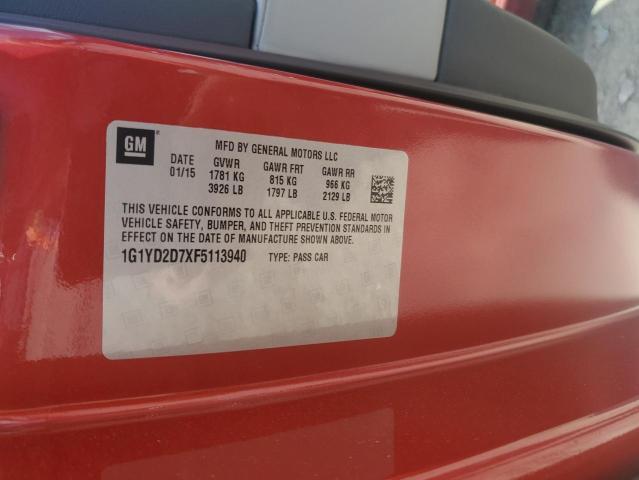 GM
MFD BY GENERAL MOTORS LLC
DATE GVWR GAWR FRT GAWR RR
01/15 1781 KG 815 KG 966 KG
3926 LB 1797 LB 2129 LB
THIS VEHICLE CONFORMS TO ALL APPLICABLE U.S. FEDERAL MOTOR
VEHICLE SAFETY, BUMPER, AND THEFT PREVENTION STANDARDS IN
EFFECT ON THE DATE OF MANUFACTURE SHOWN ABOVE.
1G1YD2D7XF5113940 TYPE: PASS CAR